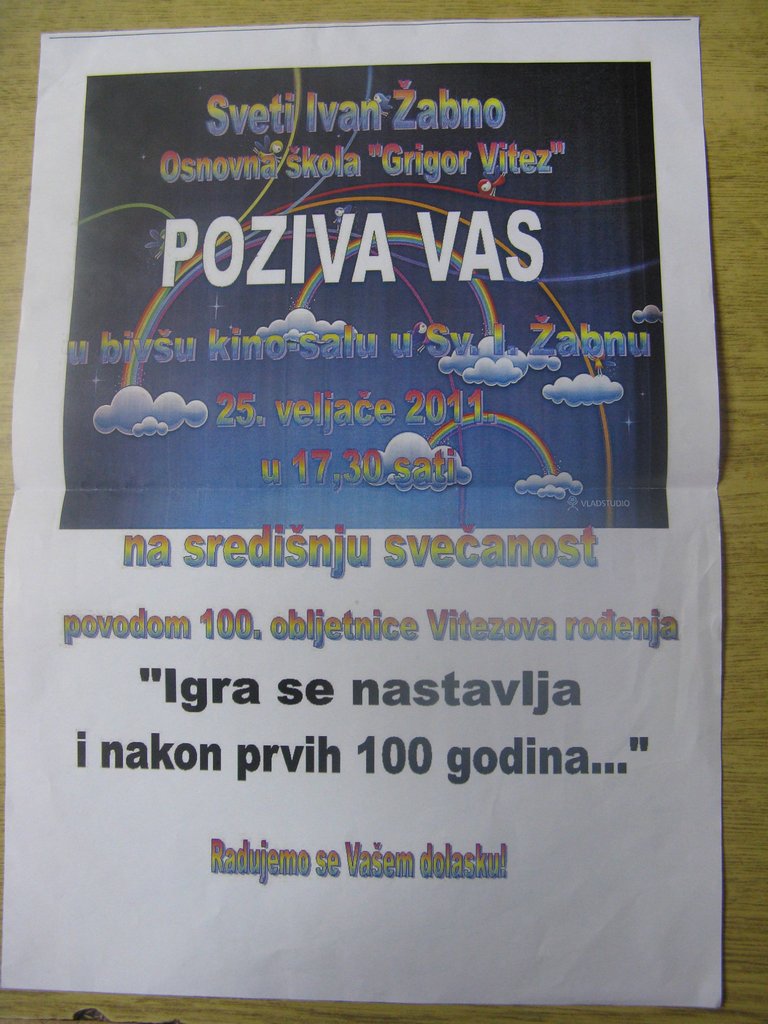 Sveti Ivan Žabno
Osnovna škola "Grigor Vitez"
POZIVA VAS
u bivšu kino-salu u Sv. I. Žabnu
25. veljače 2011.
u 17,30 sati
VLADSTUDIO
na središnju svečanost
povodom 100. obljetnice Vitezova rođenja
"Igra se nastavlja
i nakon prvih 100 godina..."
Radujemo se Vašem dolasku!